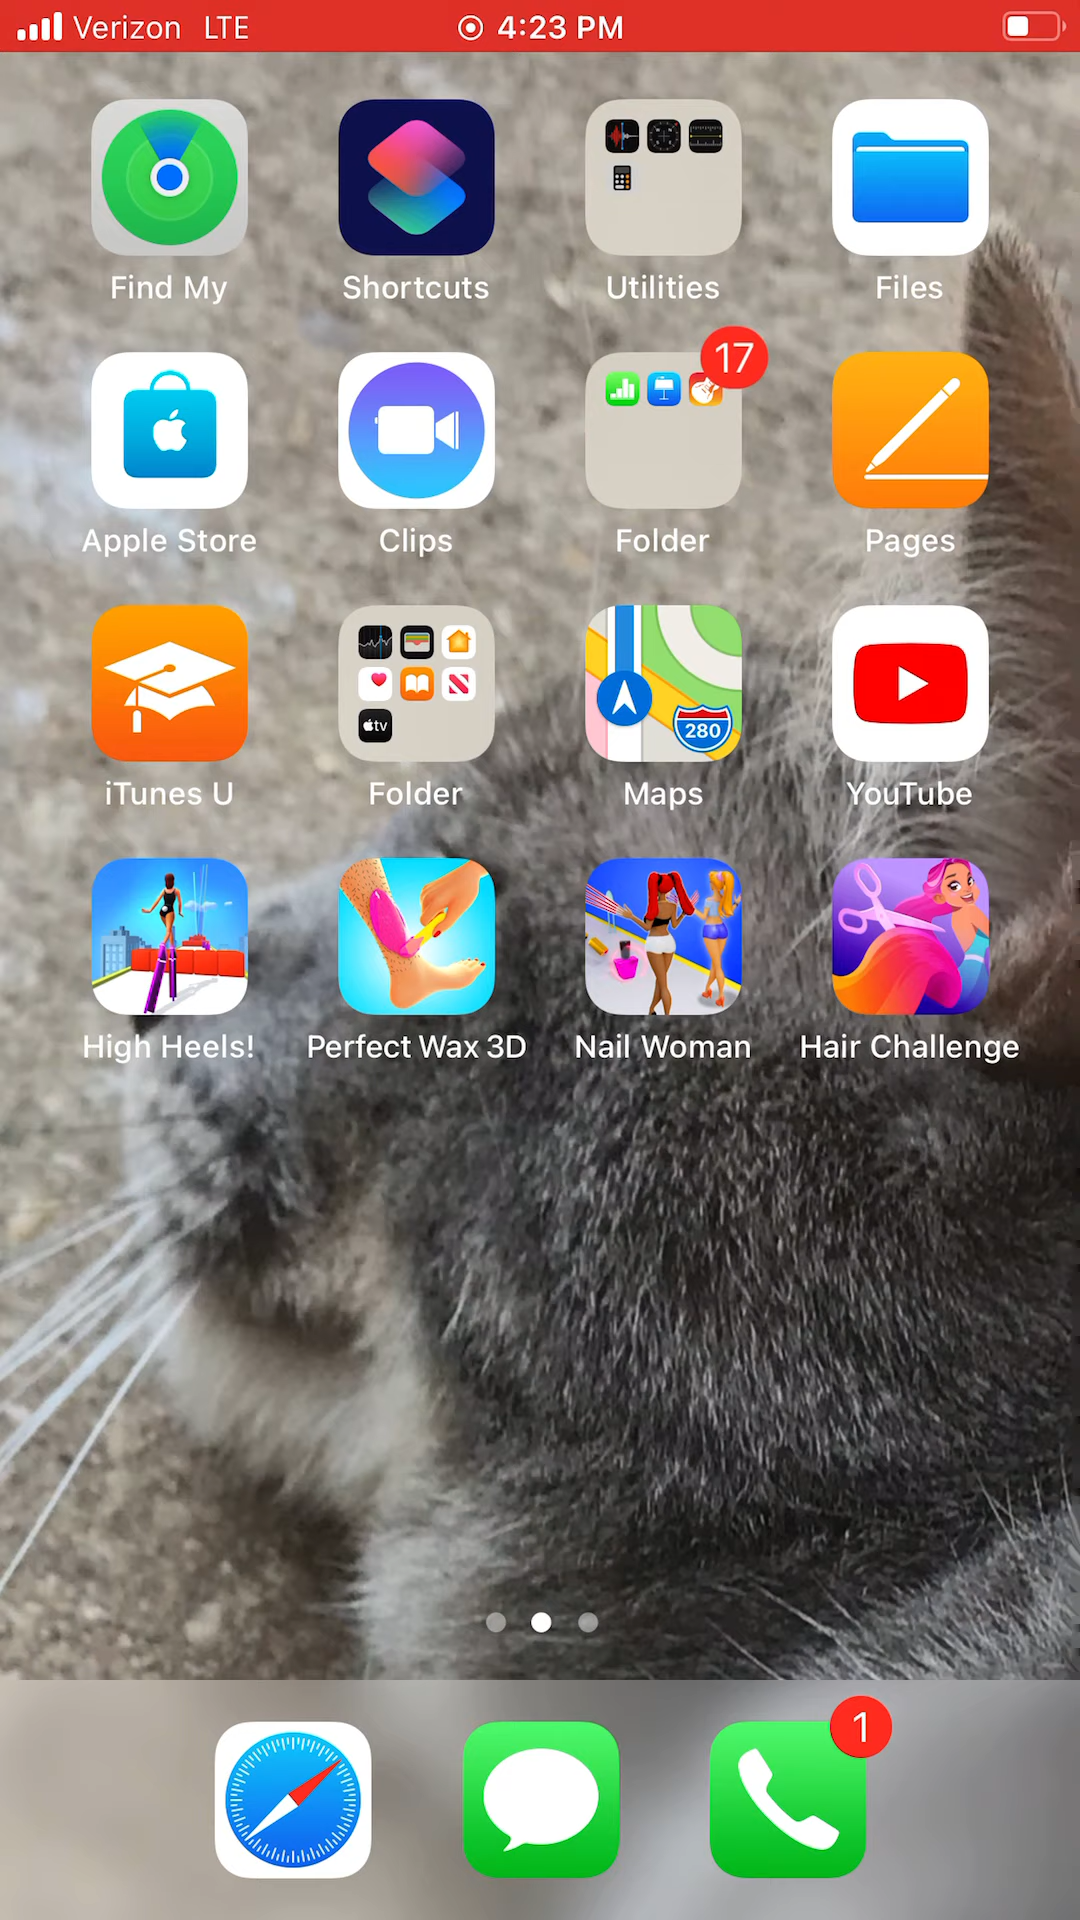 Verizon LTE 4:23 PM
Find My Shortcuts Utilities Files
17
Apple Store Clips Folder Pages
280
tv
iTunes U Folder Maps YouTube
High Heels! Perfect Wax 3D Nail Woman Hair Challenge
1